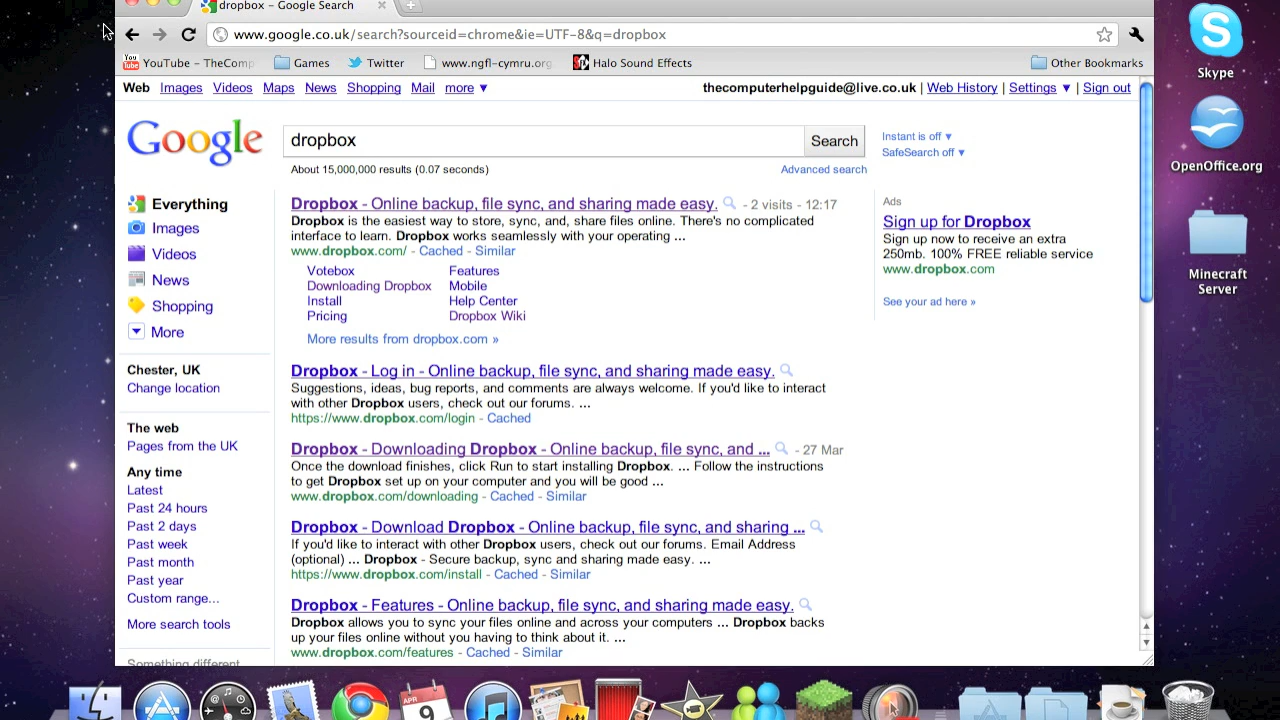 dropbox – Google Search
www.google.co.uk/search?sourceid=chrome&ie=UTF-8&q=dropbox
YouTube – TheComp
Games
Twitter
www.ngfl-cymru.org
Halo Sound Effects
Other Bookmarks
Web Images Videos Maps News Shopping Mail more ▼
thecomputerhelpguide@live.co.uk | Web History | Settings ▼ | Sign out
Google
dropbox
Search
Instant is off ▼
SafeSearch off ▼
About 15,000,000 results (0.07 seconds)
Advanced search
Everything
Images
Videos
News
Shopping
More
Chester, UK
Change location
The web
Pages from the UK
Any time
Latest
Past 24 hours
Past 2 days
Past week
Past month
Past year
Custom range...
More search tools
Something different
Dropbox - Online backup, file sync, and sharing made easy. - 2 visits - 12:17
Dropbox is the easiest way to store, sync, and, share files online. There's no complicated
interface to learn. Dropbox works seamlessly with your operating ...
www.dropbox.com/ - Cached - Similar
Votebox Features
Downloading Dropbox Mobile
Install Help Center
Pricing Dropbox Wiki
More results from dropbox.com »
Dropbox - Log in - Online backup, file sync, and sharing made easy.
Suggestions, ideas, bug reports, and comments are always welcome. If you'd like to interact
with other Dropbox users, check out our forums. ...
https://www.dropbox.com/login - Cached
Dropbox - Downloading Dropbox - Online backup, file sync, and ... - 27 Mar
Once the download finishes, click Run to start installing Dropbox. ... Follow the instructions
to get Dropbox set up on your computer and you will be good ...
www.dropbox.com/downloading - Cached - Similar
Dropbox - Download Dropbox - Online backup, file sync, and sharing ...
If you'd like to interact with other Dropbox users, check out our forums. Email Address
(optional) ... Dropbox - Secure backup, sync and sharing made easy. ...
https://www.dropbox.com/install - Cached - Similar
Dropbox - Features - Online backup, file sync, and sharing made easy.
Dropbox allows you to sync your files online and across your computers ... Dropbox backs
up your files online without you having to think about it. ...
www.dropbox.com/features - Cached - Similar
Ads
Sign up for Dropbox
Sign up now to receive an extra
250mb. 100% FREE reliable service
www.dropbox.com
See your ad here »
Skype
OpenOffice.org
Minecraft
Server
APR
9